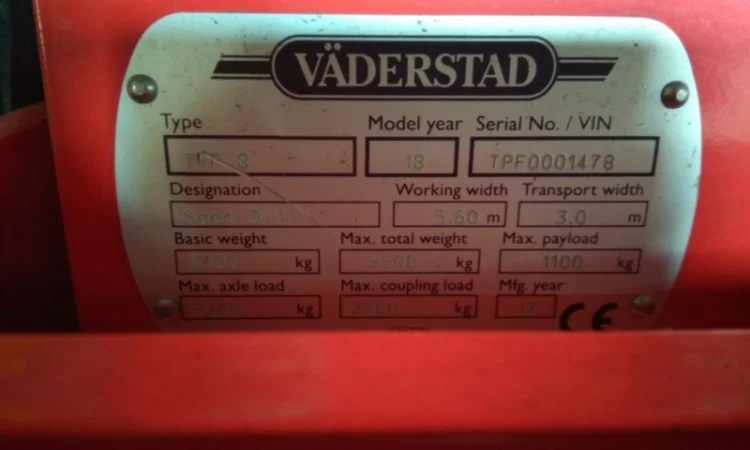 VÄDERSTAD
Type Model year Serial No. / VIN
TPF 8 18 TPF0001478
Designation Working width Transport width
5.60 m 3.0 m
Basic weight Max. total weight Max. payload
kg kg 1100 kg
Max. axle load Max. coupling load Mfg. year
kg kg 17
CE